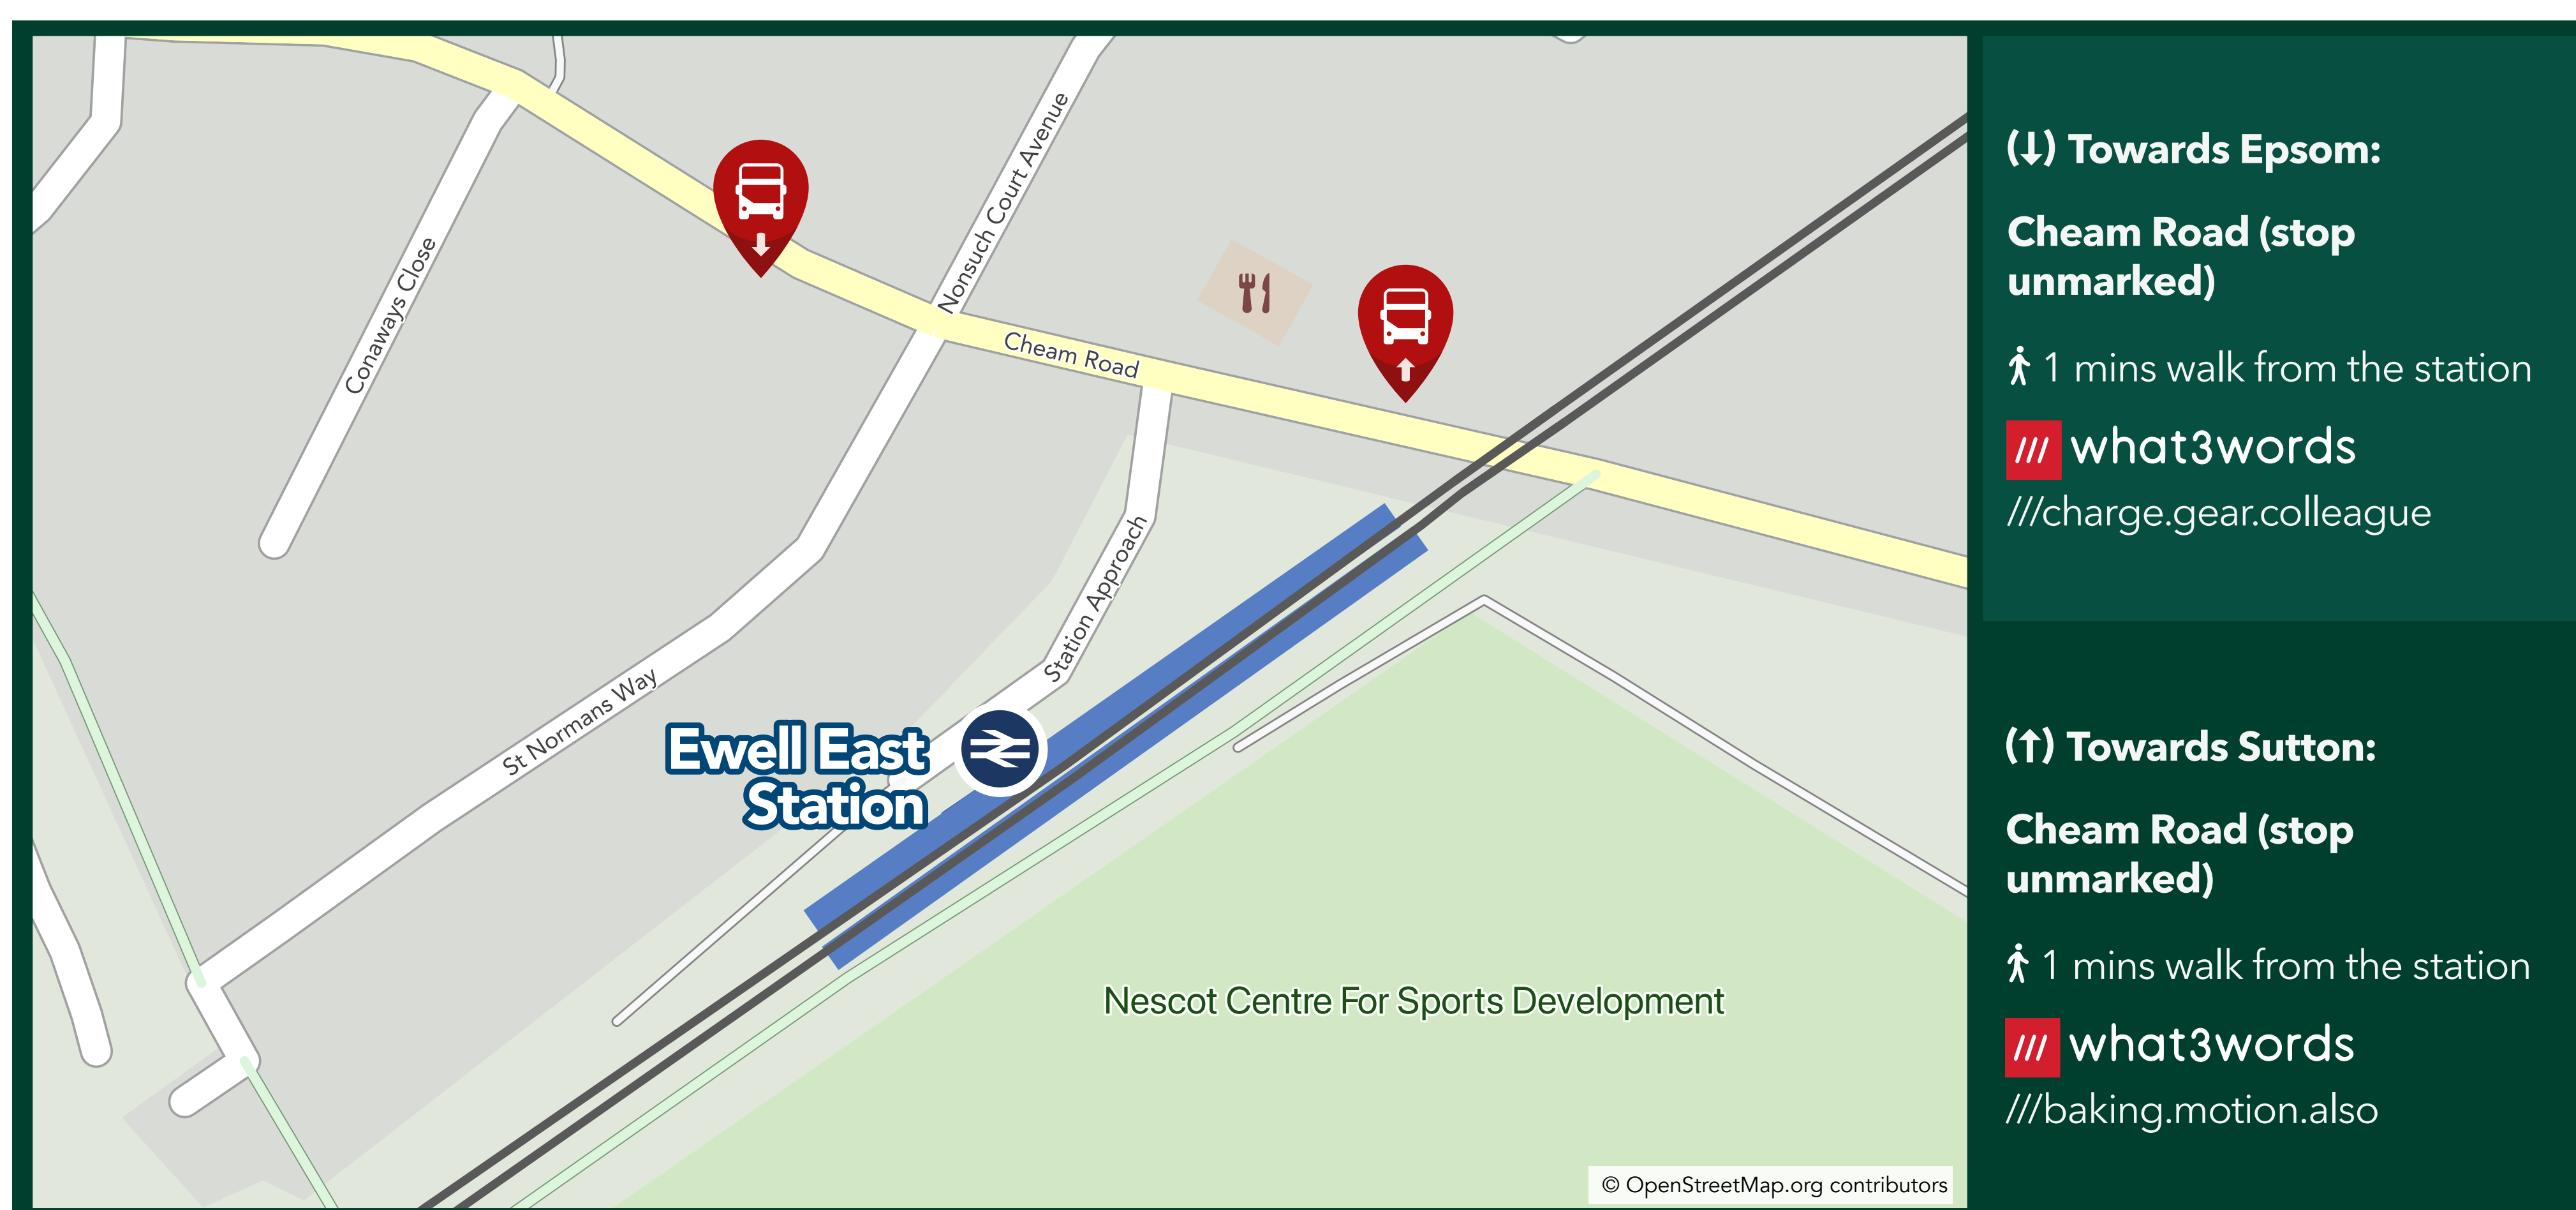 Conaways Close
Nonsuch Court Avenue
Cheam Road
Station Approach
St Normans Way
Ewell East
Station
Nescot Centre For Sports Development
© OpenStreetMap.org contributors
(↓) Towards Epsom:
Cheam Road (stop
unmarked)
1 mins walk from the station
/// what3words
///charge.gear.colleague
(↑) Towards Sutton:
Cheam Road (stop
unmarked)
1 mins walk from the station
/// what3words
///baking.motion.also